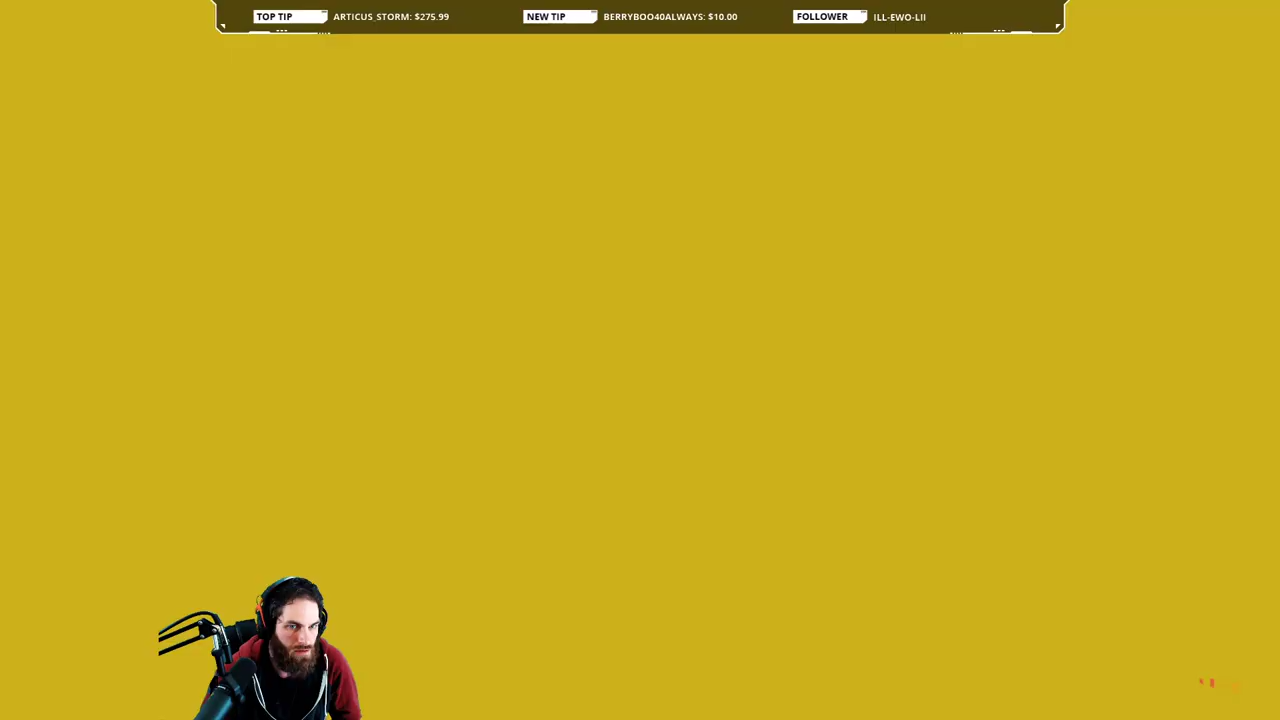 TOP TIP ARTICUS_STORM: $275.99 NEW TIP BERRYBOO40ALWAYS: $10.00 FOLLOWER ILL-EWO-LII